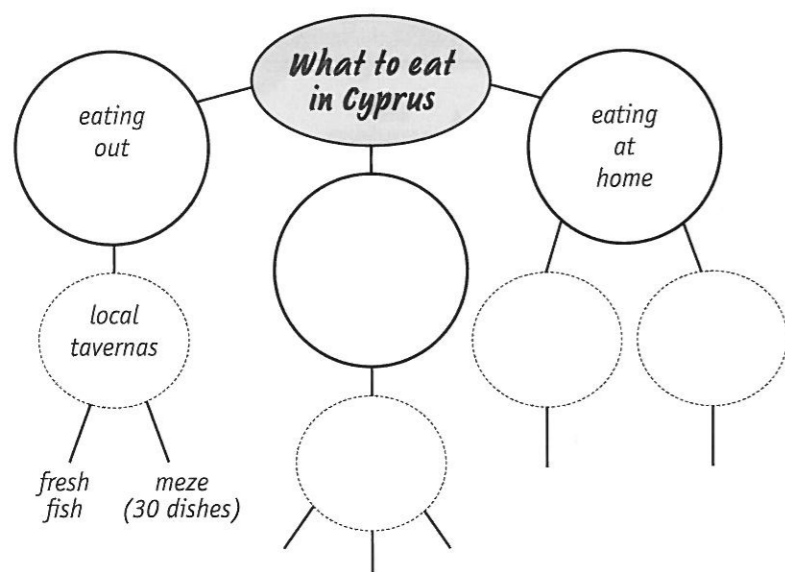 What to eat
in Cyprus
eating
out
eating
at
home
local
tavernas
fresh
fish
meze
(30 dishes)